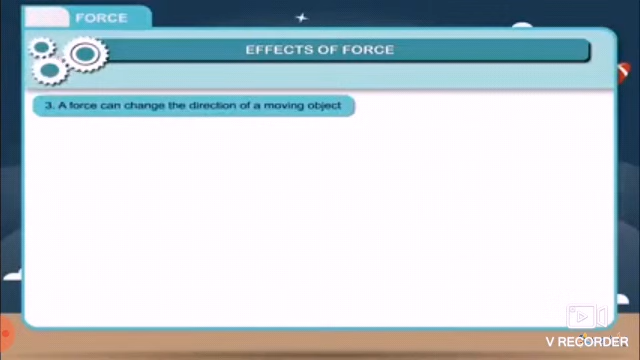 FORCE
EFFECTS OF FORCE
3. A force can change the direction of a moving object
V RECORDER